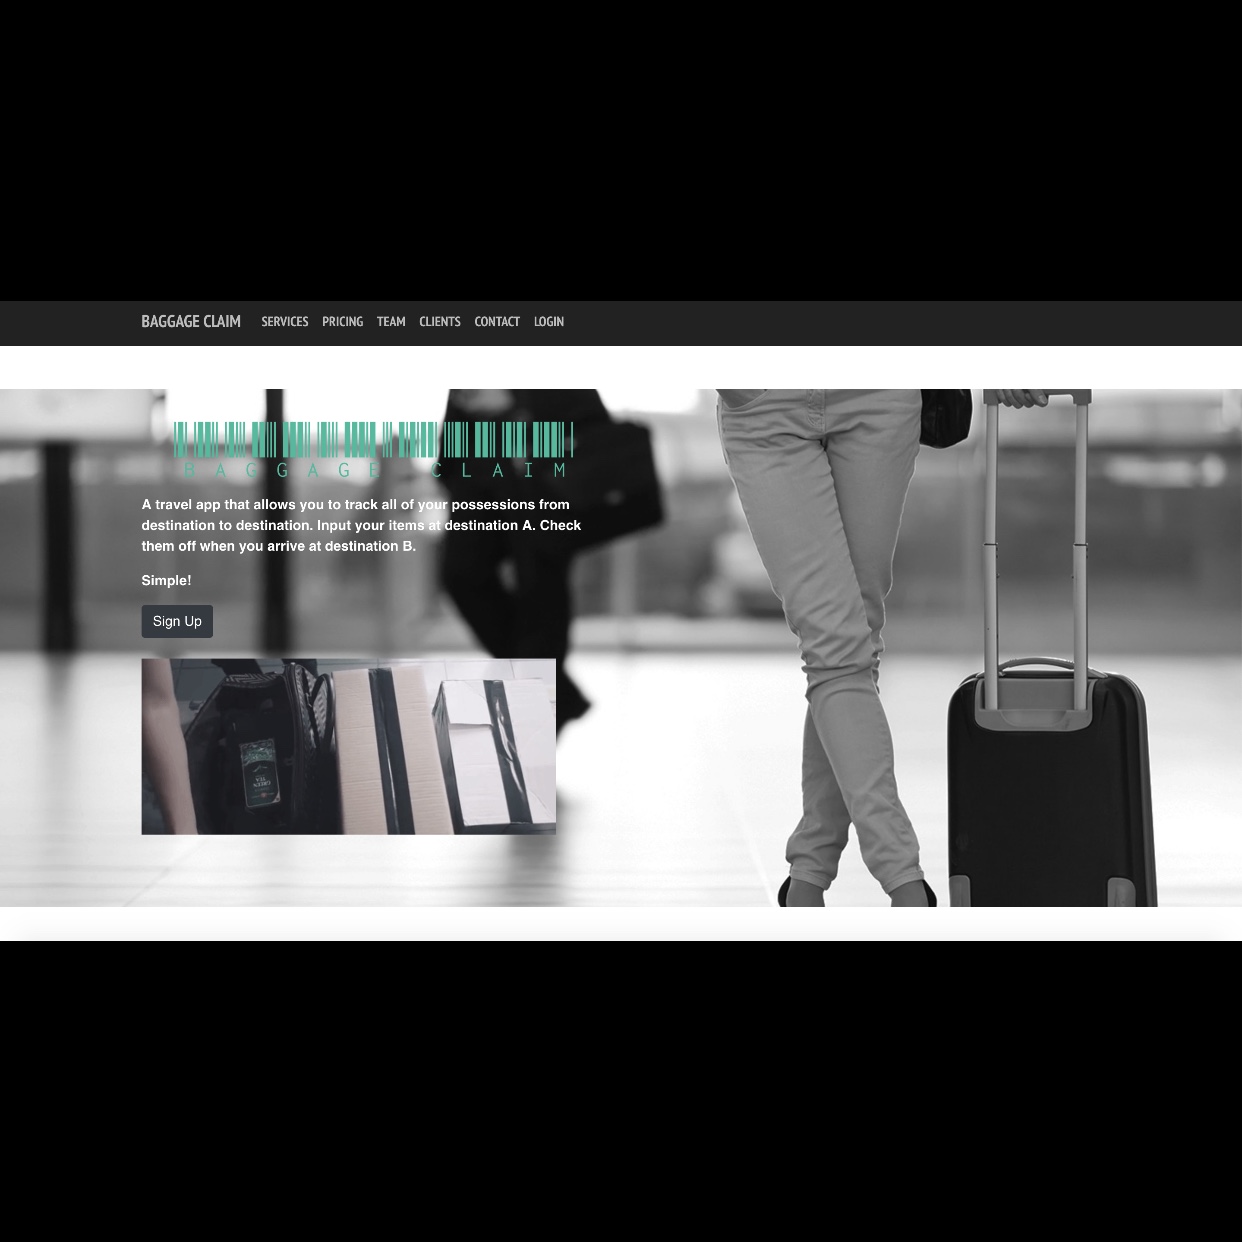 BAGGAGE CLAIM SERVICES PRICING TEAM CLIENTS CONTACT LOGIN
BAGGAGE CLAIM
A travel app that allows you to track all of your possessions from
destination to destination. Input your items at destination A. Check
them off when you arrive at destination B.
Simple!
Sign Up
GREEN
TEA